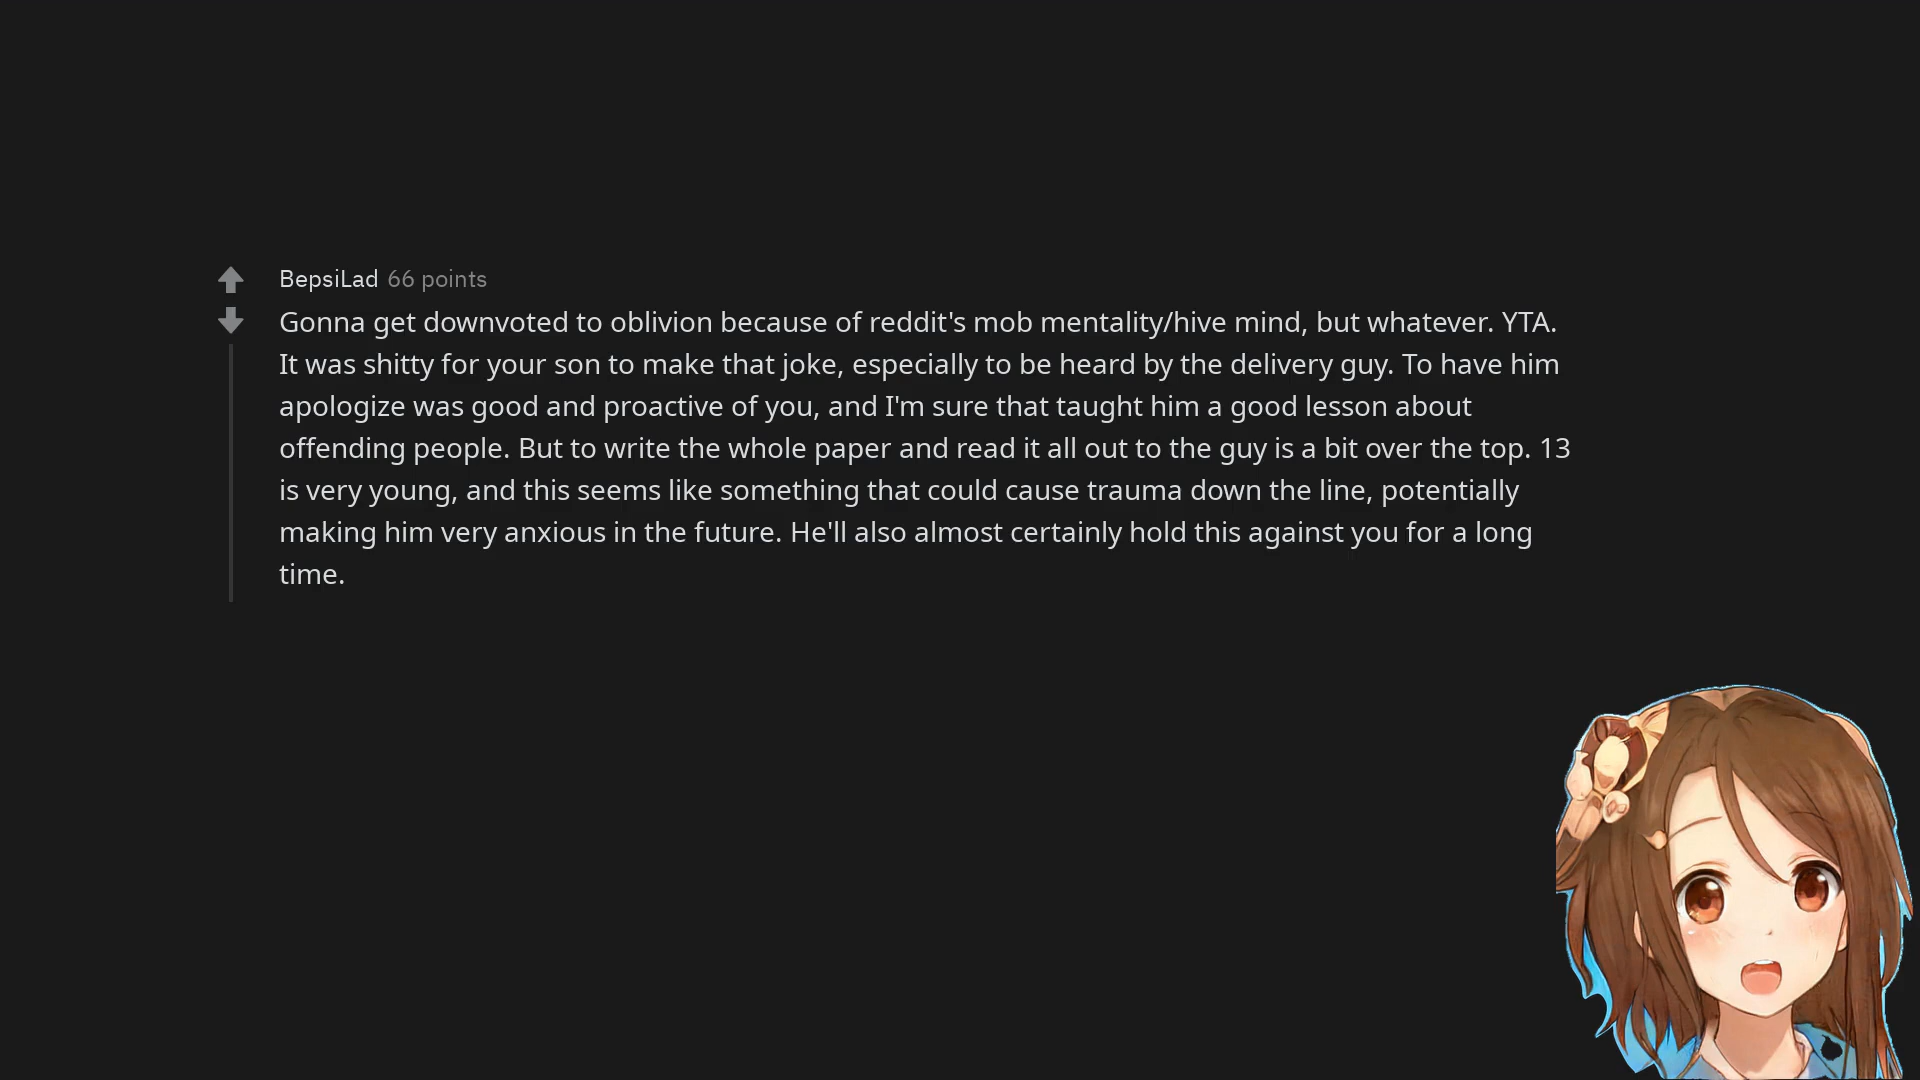 BepsiLad 66 points
Gonna get downvoted to oblivion because of reddit's mob mentality/hive mind, but whatever. YTA.
It was shitty for your son to make that joke, especially to be heard by the delivery guy. To have him
apologize was good and proactive of you, and I'm sure that taught him a good lesson about
offending people. But to write the whole paper and read it all out to the guy is a bit over the top. 13
is very young, and this seems like something that could cause trauma down the line, potentially
making him very anxious in the future. He'll also almost certainly hold this against you for a long
time.